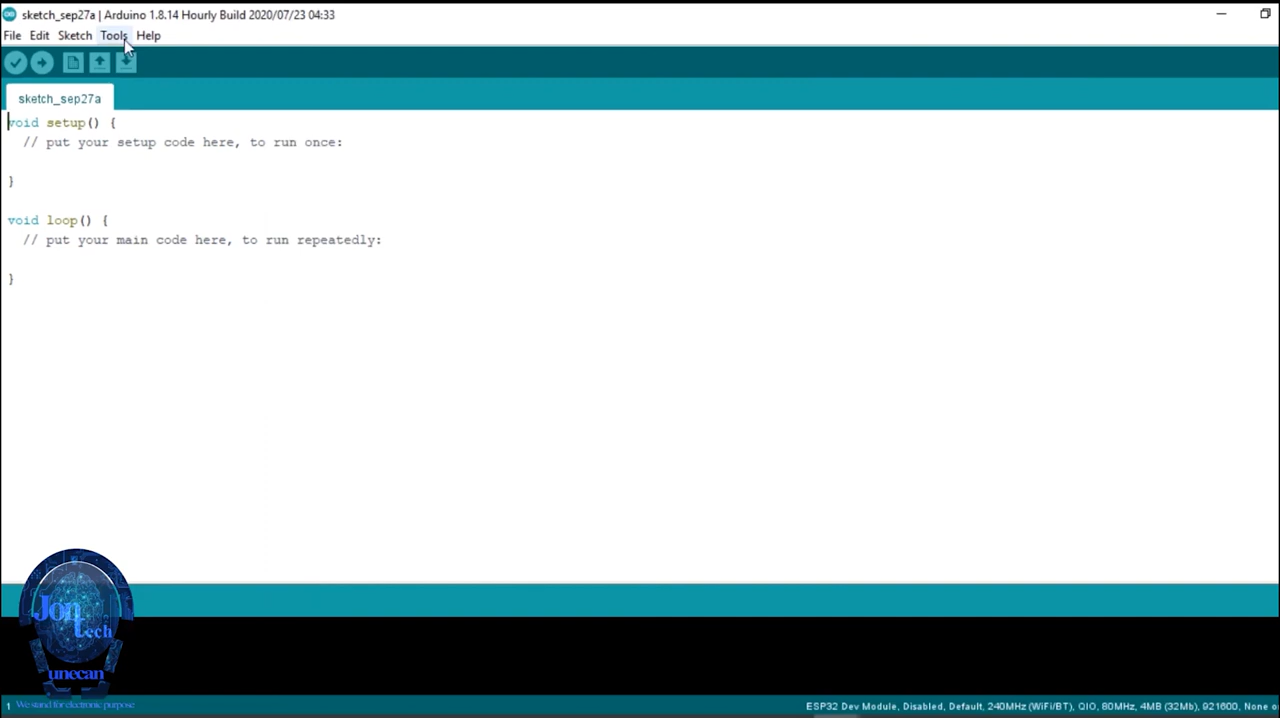 sketch_sep27a | Arduino 1.8.14 Hourly Build 2020/07/23 04:33
File Edit Sketch Tools Help
sketch_sep27a
void setup() {
// put your setup code here, to run once:
}
void loop() {
// put your main code here, to run repeatedly:
}
Jon
tech
unecan
1 We stand for electronic purpose
ESP32 Dev Module, Disabled, Default, 240MHz (WiFi/BT), QIO, 80MHz, 4MB (32Mb), 921600, None o